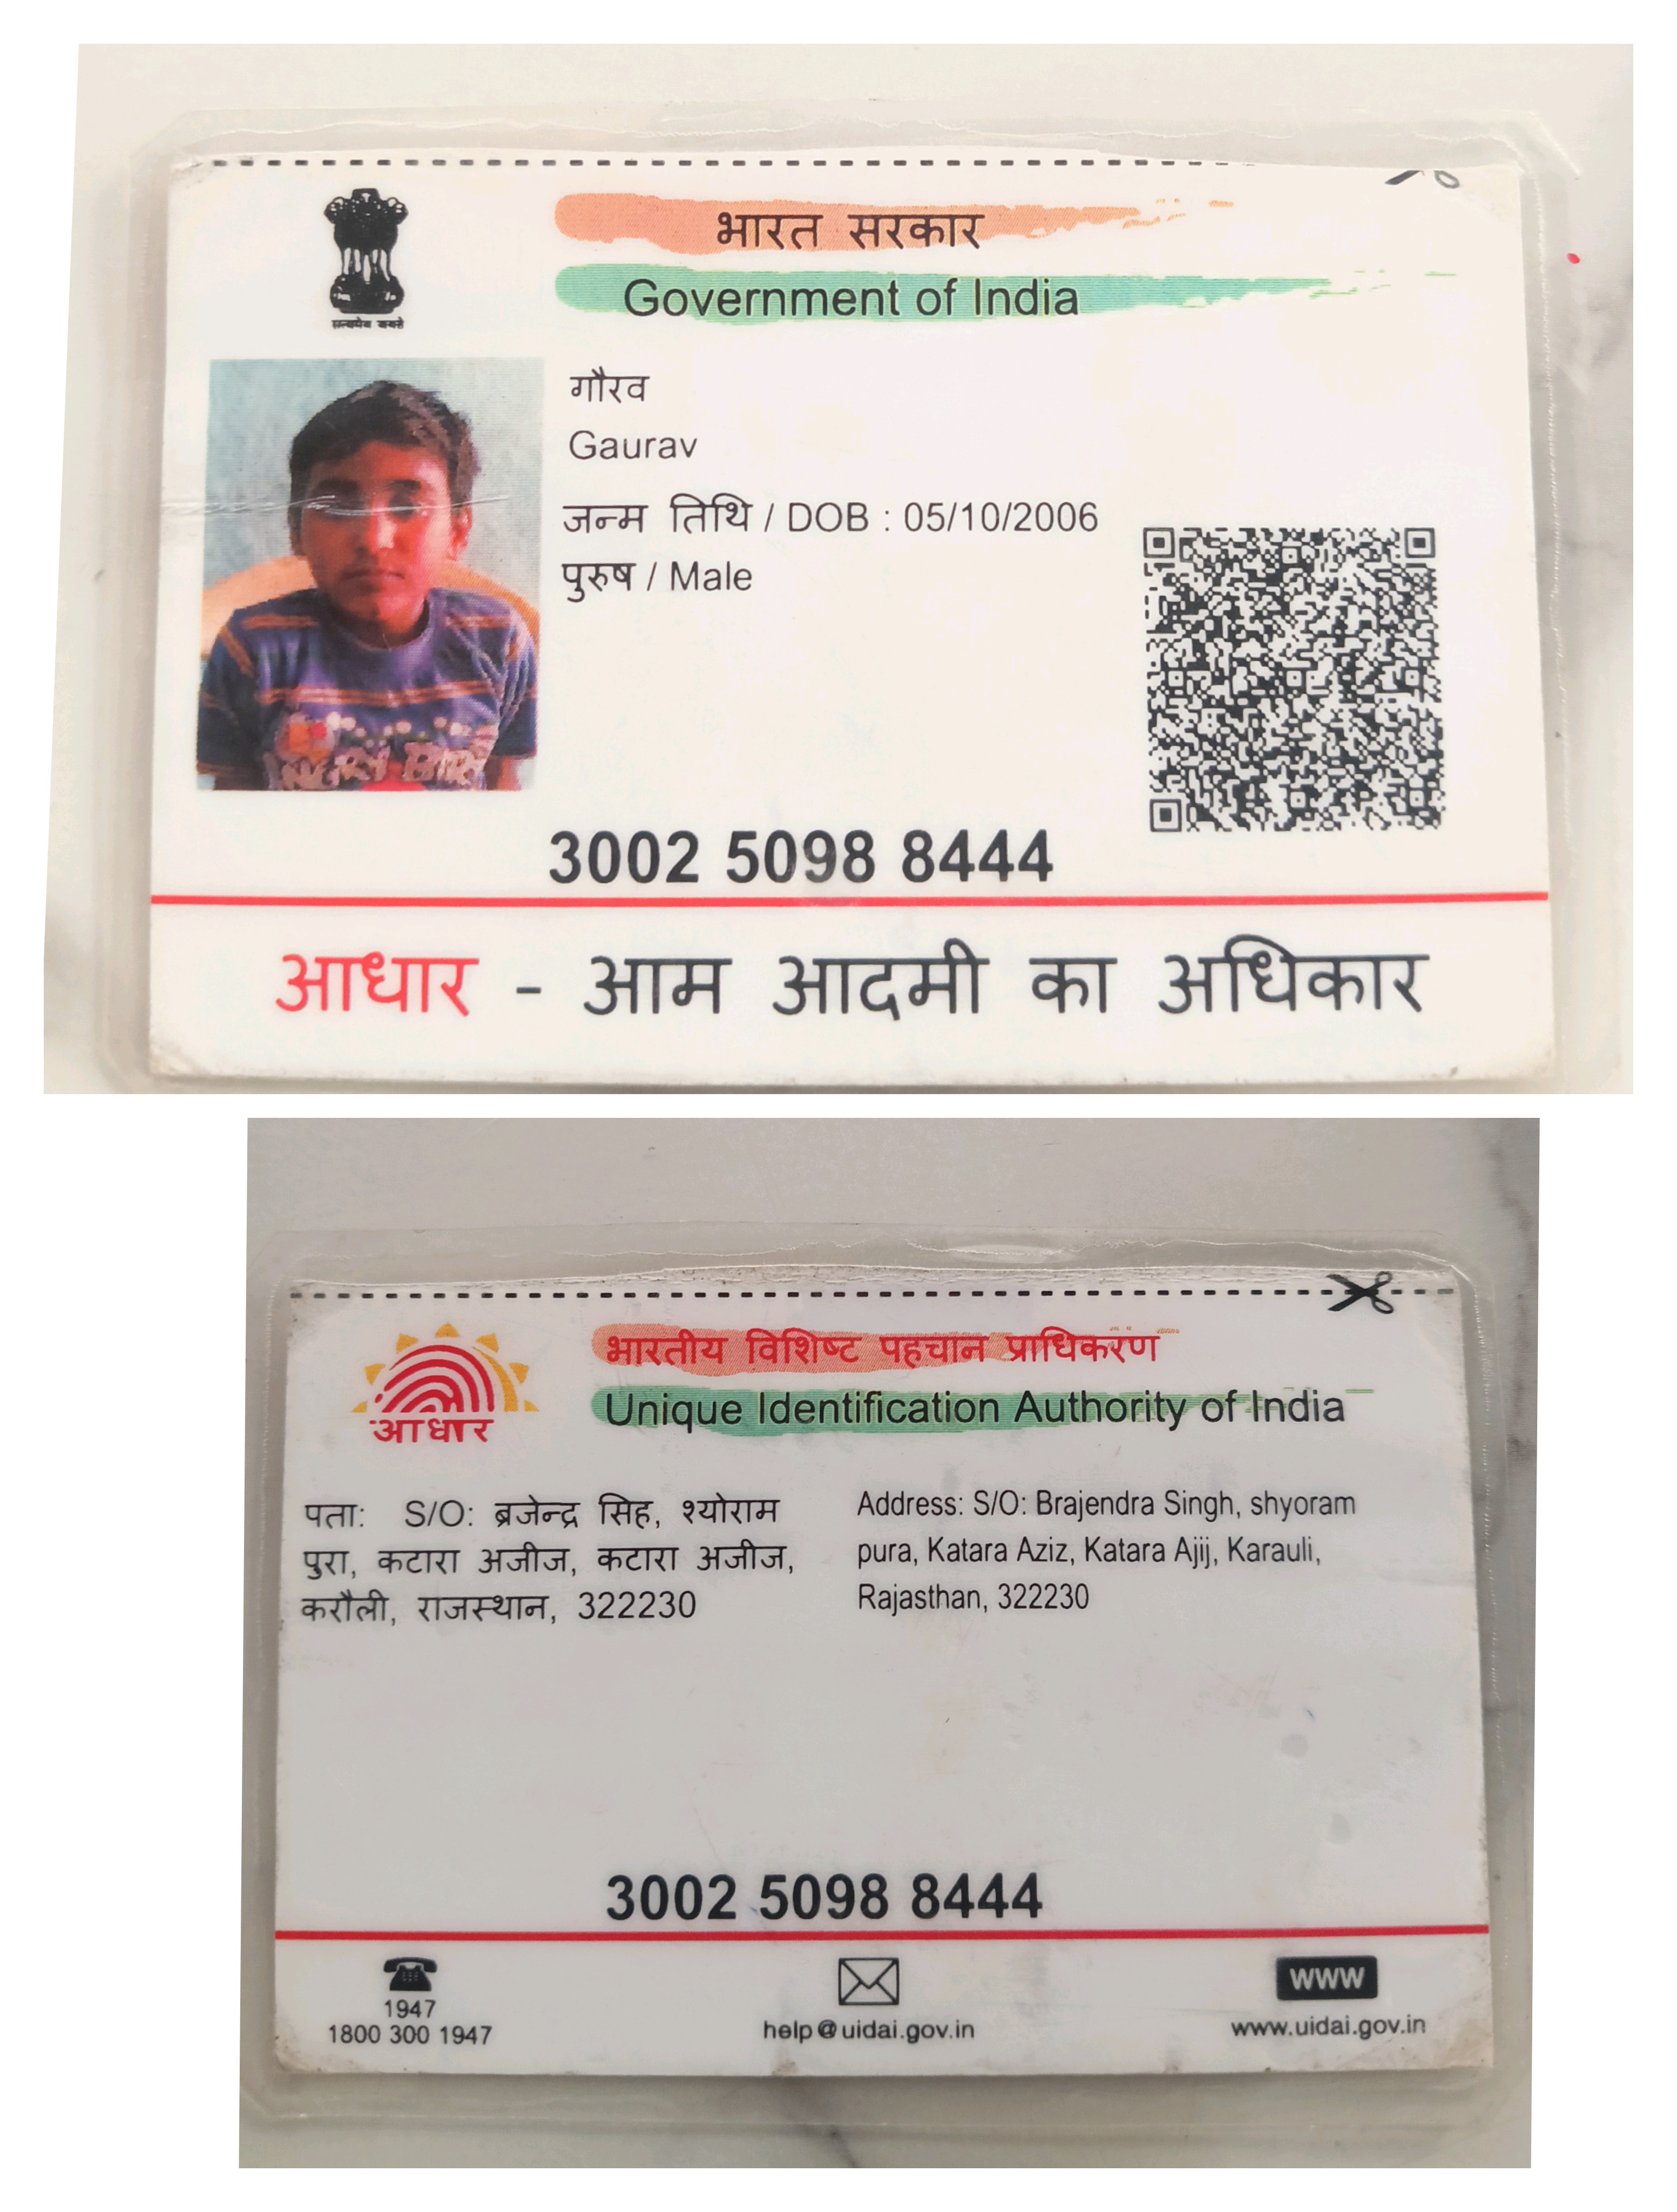 भारत सरकार
Government of India
गौरव
Gaurav
जन्म तिथि / DOB : 05/10/2006
पुरुष / Male
3002 5098 8444
आधार - आम आदमी का अधिकार
भारतीय विशिष्ट पहचान प्राधिकरण
Unique Identification Authority of India
आधार
पता: S/O: ब्रजेन्द्र सिह, श्योराम
पुरा, कटारा अजीज, कटारा अजीज,
करौली, राजस्थान, 322230
Address: S/O: Brajendra Singh, shyoram
pura, Katara Aziz, Katara Ajij, Karauli,
Rajasthan, 322230
3002 5098 8444
1947
1800 300 1947
help@uidai.gov.in
WWW
www.uidai.gov.in